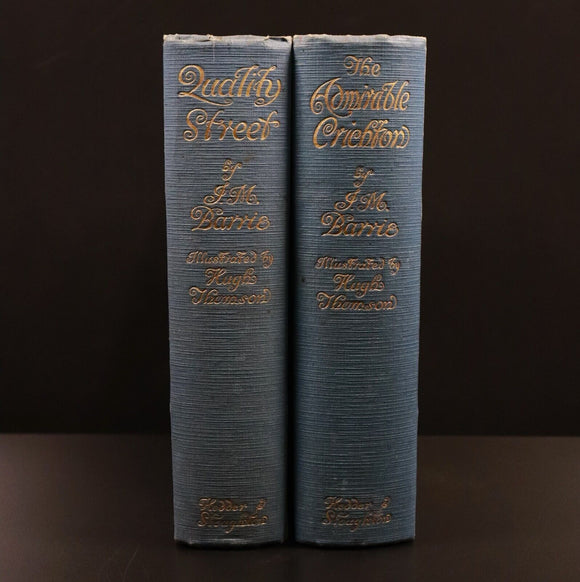 Quality
Street
by
J.M.
Barrie
Illustrated by
Hugh
Thomson
Hodder &
Stoughton
The
Admirable
Crichton
by
J.M.
Barrie
Illustrated by
Hugh
Thomson
Hodder &
Stoughton